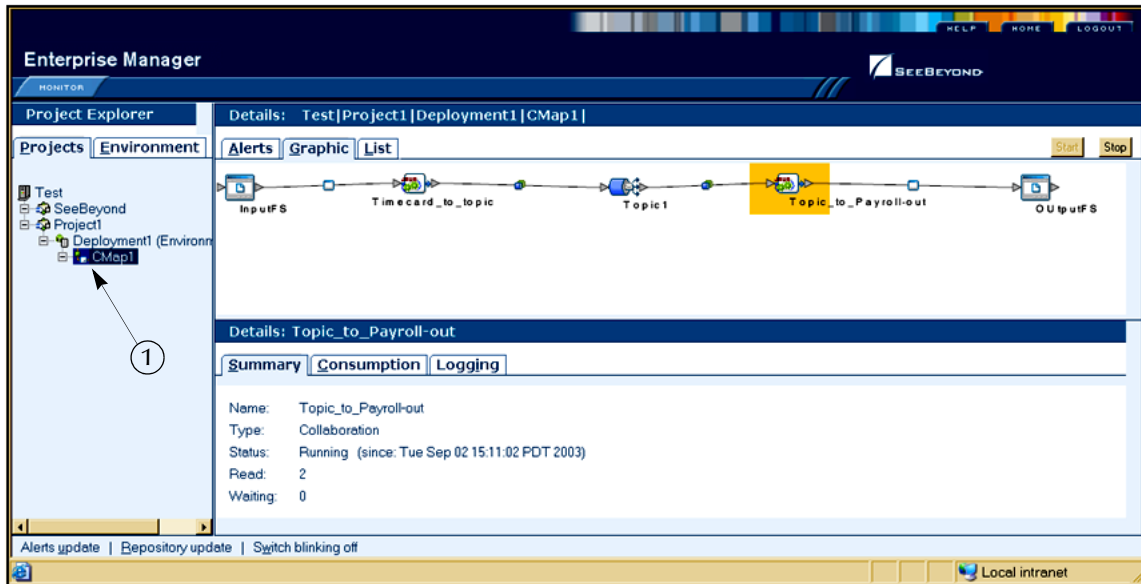 HELP HOME LOGOUT
Enterprise Manager
SEEBEYOND
MONITOR
Project Explorer
Details: Test|Project1|Deployment1|CMap1|
Projects Environment
Alerts Graphic List
Start Stop
Test
SeeBeyond
Project1
Deployment1 (Environm
CMap1
InputFS
Timecard_to_topic
Topic1
Topic_to_Payroll-out
OUtputFS
1
Details: Topic_to_Payroll-out
Summary Consumption Logging
Name: Topic_to_Payroll-out
Type: Collaboration
Status: Running (since: Tue Sep 02 15:11:02 PDT 2003)
Read: 2
Waiting: 0
Alerts update | Repository update | Switch blinking off
Local intranet